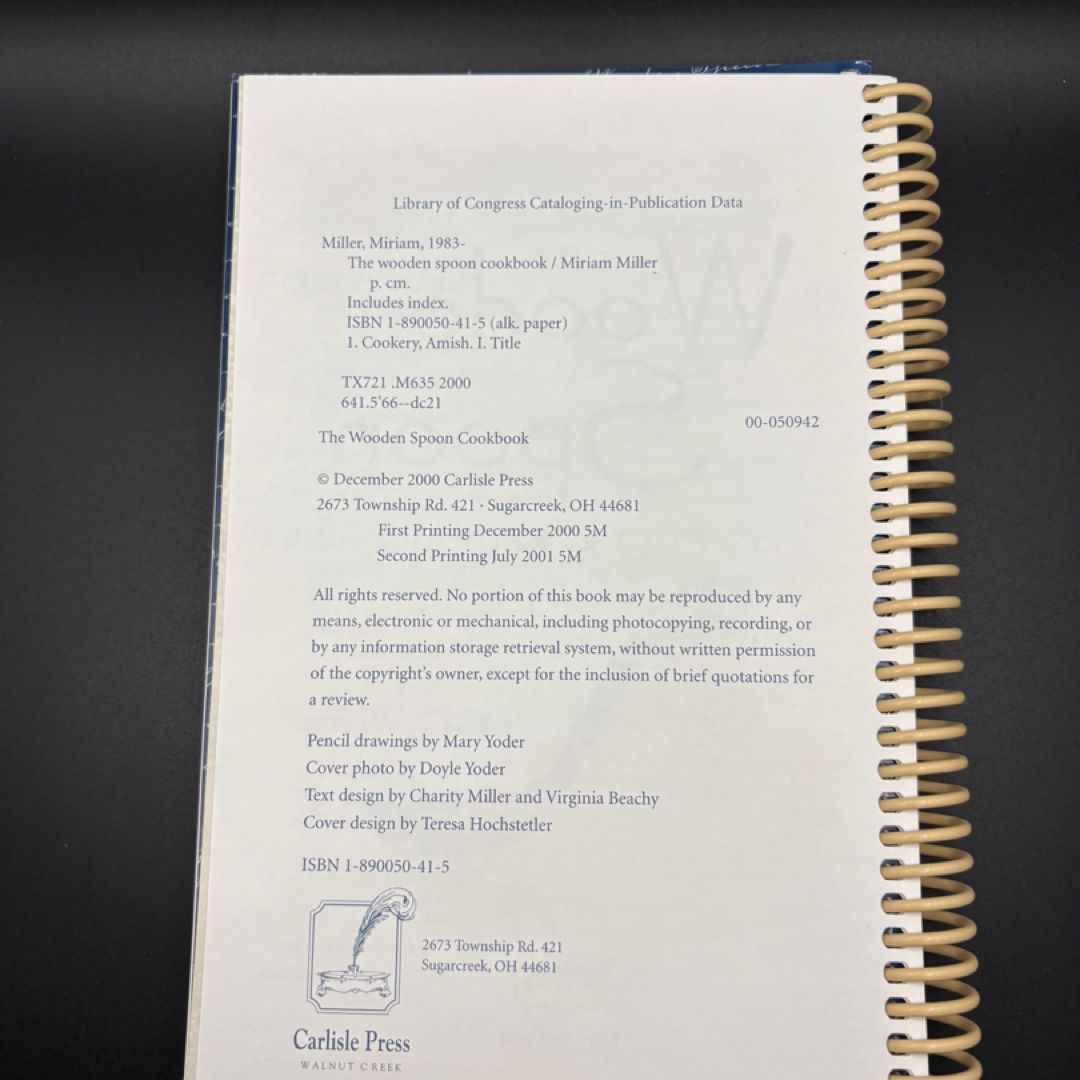 Library of Congress Cataloging-in-Publication Data
Miller, Miriam, 1983-
The wooden spoon cookbook / Miriam Miller
p. cm.
Includes index.
ISBN 1-890050-41-5 (alk. paper)
1. Cookery, Amish. I. Title
TX721 .M635 2000
641.5'66--dc21
00-050942
The Wooden Spoon Cookbook
© December 2000 Carlisle Press
2673 Township Rd. 421 · Sugarcreek, OH 44681
First Printing December 2000 5M
Second Printing July 2001 5M
All rights reserved. No portion of this book may be reproduced by any
means, electronic or mechanical, including photocopying, recording, or
by any information storage retrieval system, without written permission
of the copyright's owner, except for the inclusion of brief quotations for
a review.
Pencil drawings by Mary Yoder
Cover photo by Doyle Yoder
Text design by Charity Miller and Virginia Beachy
Cover design by Teresa Hochstetler
ISBN 1-890050-41-5
2673 Township Rd. 421
Sugarcreek, OH 44681
Carlisle Press
WALNUT CREEK